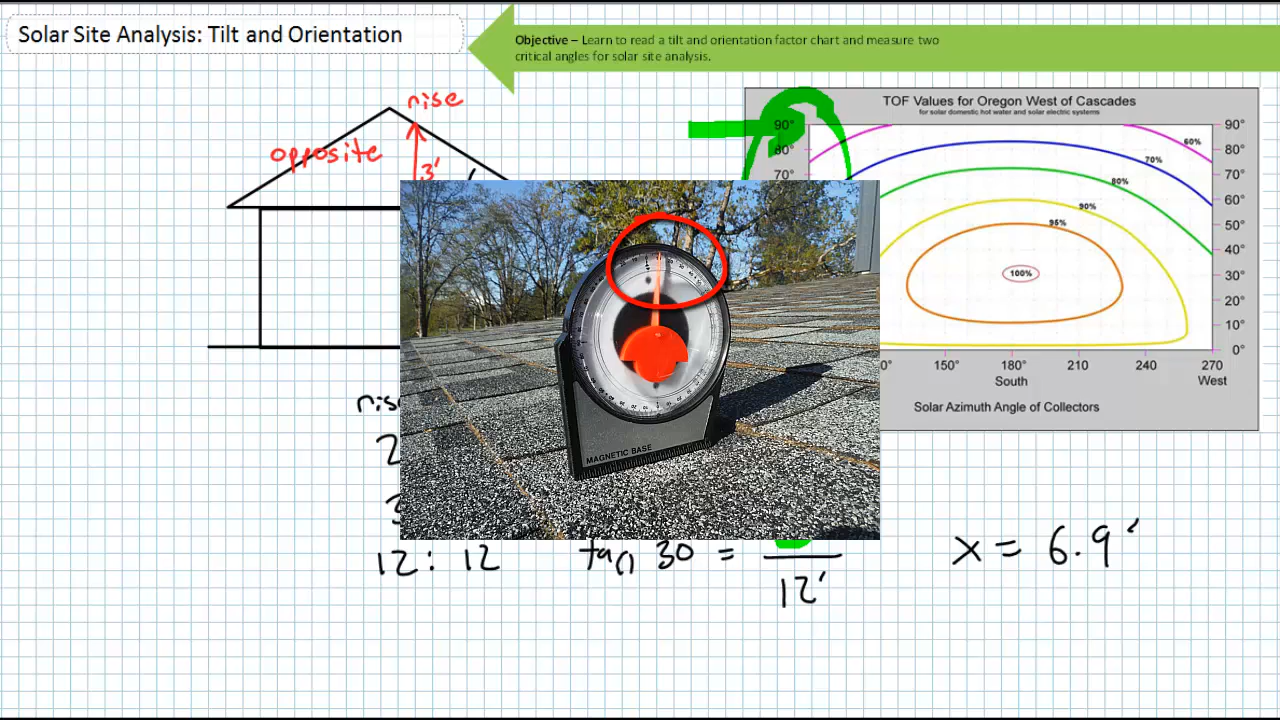 Solar Site Analysis: Tilt and Orientation
Objective – Learn to read a tilt and orientation factor chart and measure two
critical angles for solar site analysis.
rise
opposite
3'
TOF Values for Oregon West of Cascades
for solar domestic hot water and solar electric systems
90°
80°
70°
60%
70%
80%
90%
95%
100%
90°
80°
70°
60°
50°
40°
30°
20°
10°
0°
150° 180° 210° 240° 270°
South West
Solar Azimuth Angle of Collectors
MAGNETIC BASE
12 : 12
tan 30 =
12'
x = 6.9'